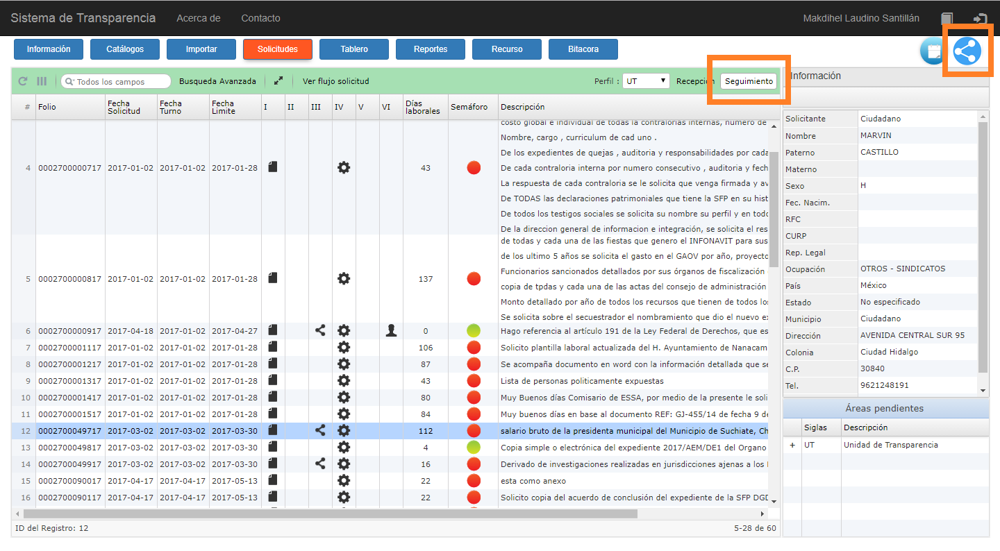 Sistema de Transparencia Acerca de Contacto Makdihel Laudino Santillán
Información Catálogos Importar Solicitudes Tablero Reportes Recurso Bitacora
Todos los campos Busqueda Avanzada Ver flujo solicitud Perfil : UT Recepción Seguimiento
# Folio Fecha Solicitud Fecha Turno Fecha Limite I II III IV V VI Días laborales Semáforo Descripción
costo global e individual de todas la contralorias internas, numero de
Nombre, cargo , curriculum de cad uno .
De los expedientes de quejas , auditoria y responsabilidades por cada
4 0002700000717 2017-01-02 2017-01-02 2017-01-28 43 De cada contraloria interna por numero consecutivo , auditoria y fech
La respuesta de cada contraloria se le solicita que venga firmada y av
De TODAS las declaraciones patrimoniales que tiene la SFP en su hist
De todos los testigos sociales se solicita su nombre su perfil y en todo
De la direccion general de informacion e integración, se solicita el res
de todas y cada una de las fiestas que genero el INFONAVIT para sus
de los ultimo 5 años se solicita el gasto en el GAOV por año, proyecto
Funcionarios sancionados detallados por sus órganos de fiscalización
5 0002700000817 2017-01-02 2017-01-02 2017-01-28 137
copia de tpdas y cada una de las actas del consejo de administración
Monto detallado por año de todos los recursos que tienen de todos los
Se solicita sobre el secuestrador el nombramiento que dio el nuevo ex
6 0002700000917 2017-04-18 2017-01-02 2017-04-27 0 Hago referencia al artículo 191 de la Ley Federal de Derechos, que es
7 0002700001117 2017-01-02 2017-01-02 2017-01-28 106 Solicito plantilla laboral actualizada del H. Ayuntamiento de Nanacam
8 0002700001217 2017-01-02 2017-01-02 2017-01-28 87 Se acompaña documento en word con la información detallada que se
9 0002700001317 2017-01-02 2017-01-02 2017-01-28 43 Lista de personas politicamente expuestas
10 0002700001417 2017-01-02 2017-01-02 2017-01-28 80 Muy Buenos días Comisario de ESSA, por medio de la presente le soli
11 0002700001517 2017-01-02 2017-01-02 2017-01-28 84 Muy buenos días en base al documento REF: GJ-455/14 de fecha 9 de
12 0002700049717 2017-03-02 2017-03-02 2017-03-30 112 salario bruto de la presidenta municipal del Municipio de Suchiate, Ch
13 0002700049817 2017-03-02 2017-03-02 2017-03-30 4 Copia simple o electrónica del expediente 2017/AEM/DE1 del Organo
14 0002700049917 2017-03-02 2017-03-02 2017-03-30 16 Derivado de investigaciones realizadas en jurisdicciones ajenas a los
15 0002700090017 2017-04-17 2017-04-17 2017-05-13 22 esta como anexo
16 0002700090117 2017-04-17 2017-04-17 2017-05-13 22 Solicito copia del acuerdo de conclusión del expediente de la SFP DGD
ID del Registro: 12 5-28 de 60
Información
Solicitante Ciudadano
Nombre MARVIN
Paterno CASTILLO
Materno
Sexo H
Fec. Nacim.
RFC
CURP
Rep. Legal
Ocupación OTROS - SINDICATOS
País México
Estado No especificado
Municipio Ciudadano
Dirección AVENIDA CENTRAL SUR 95
Colonia Ciudad Hidalgo
C.P. 30840
Tel. 9621248191
Áreas pendientes
Siglas Descripción
+ UT Unidad de Transparencia